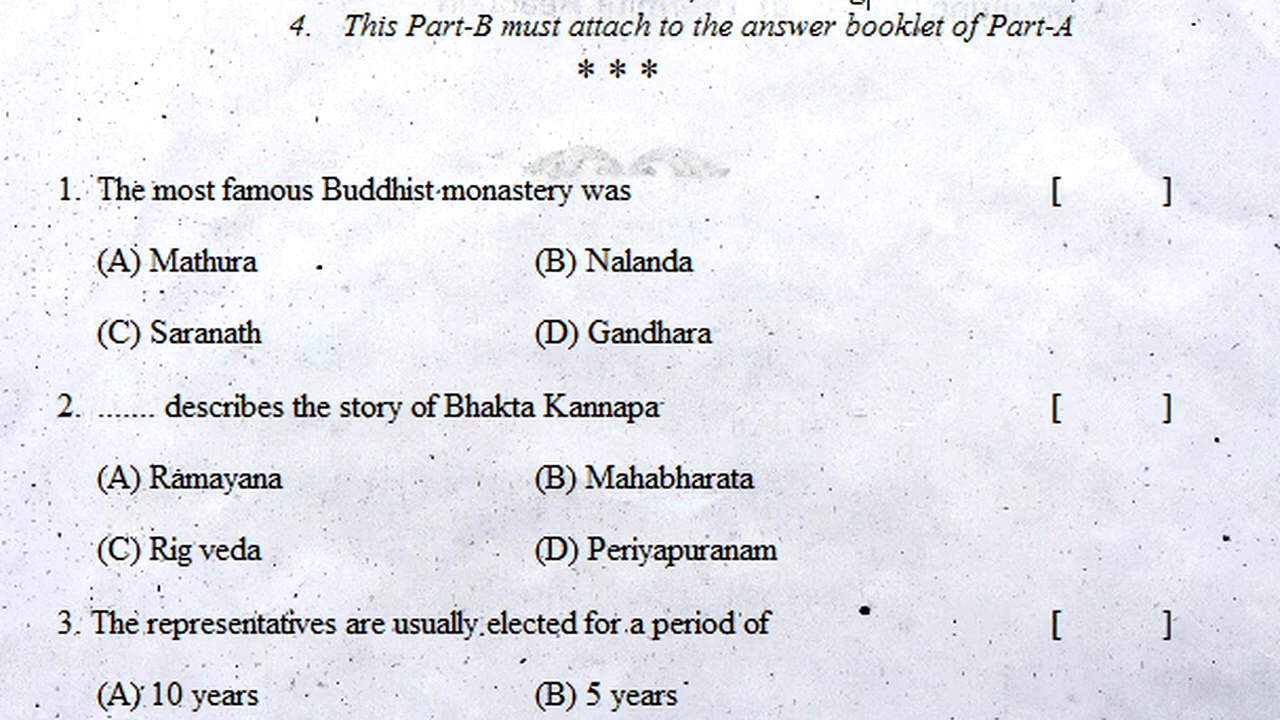 4. This Part-B must attach to the answer booklet of Part-A
* * *
1. The most famous Buddhist monastery was [ ]
(A) Mathura (B) Nalanda
(C) Saranath (D) Gandhara
2. ....... describes the story of Bhakta Kannapa [ ]
(A) Ramayana (B) Mahabharata
(C) Rig veda (D) Periyapuranam
3. The representatives are usually elected for a period of [ ]
(A) 10 years (B) 5 years